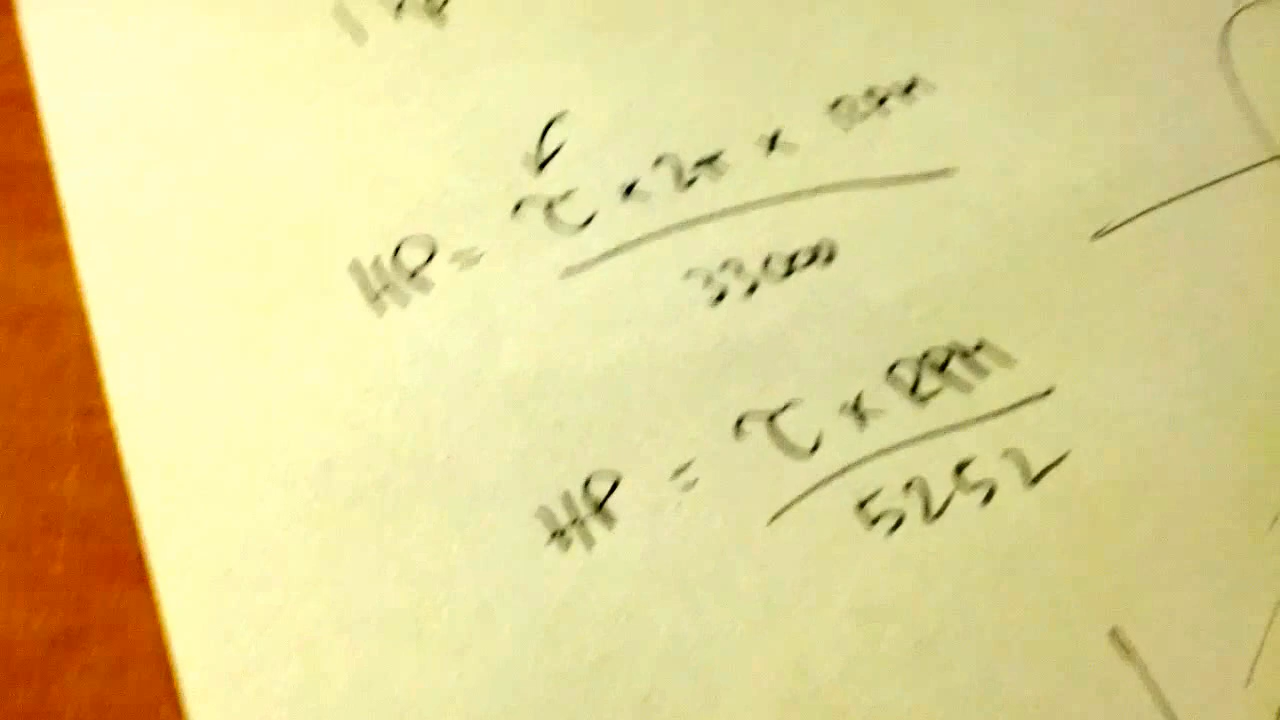 HP = τ × 2π × RPM
33000
HP = τ × RPM
5252